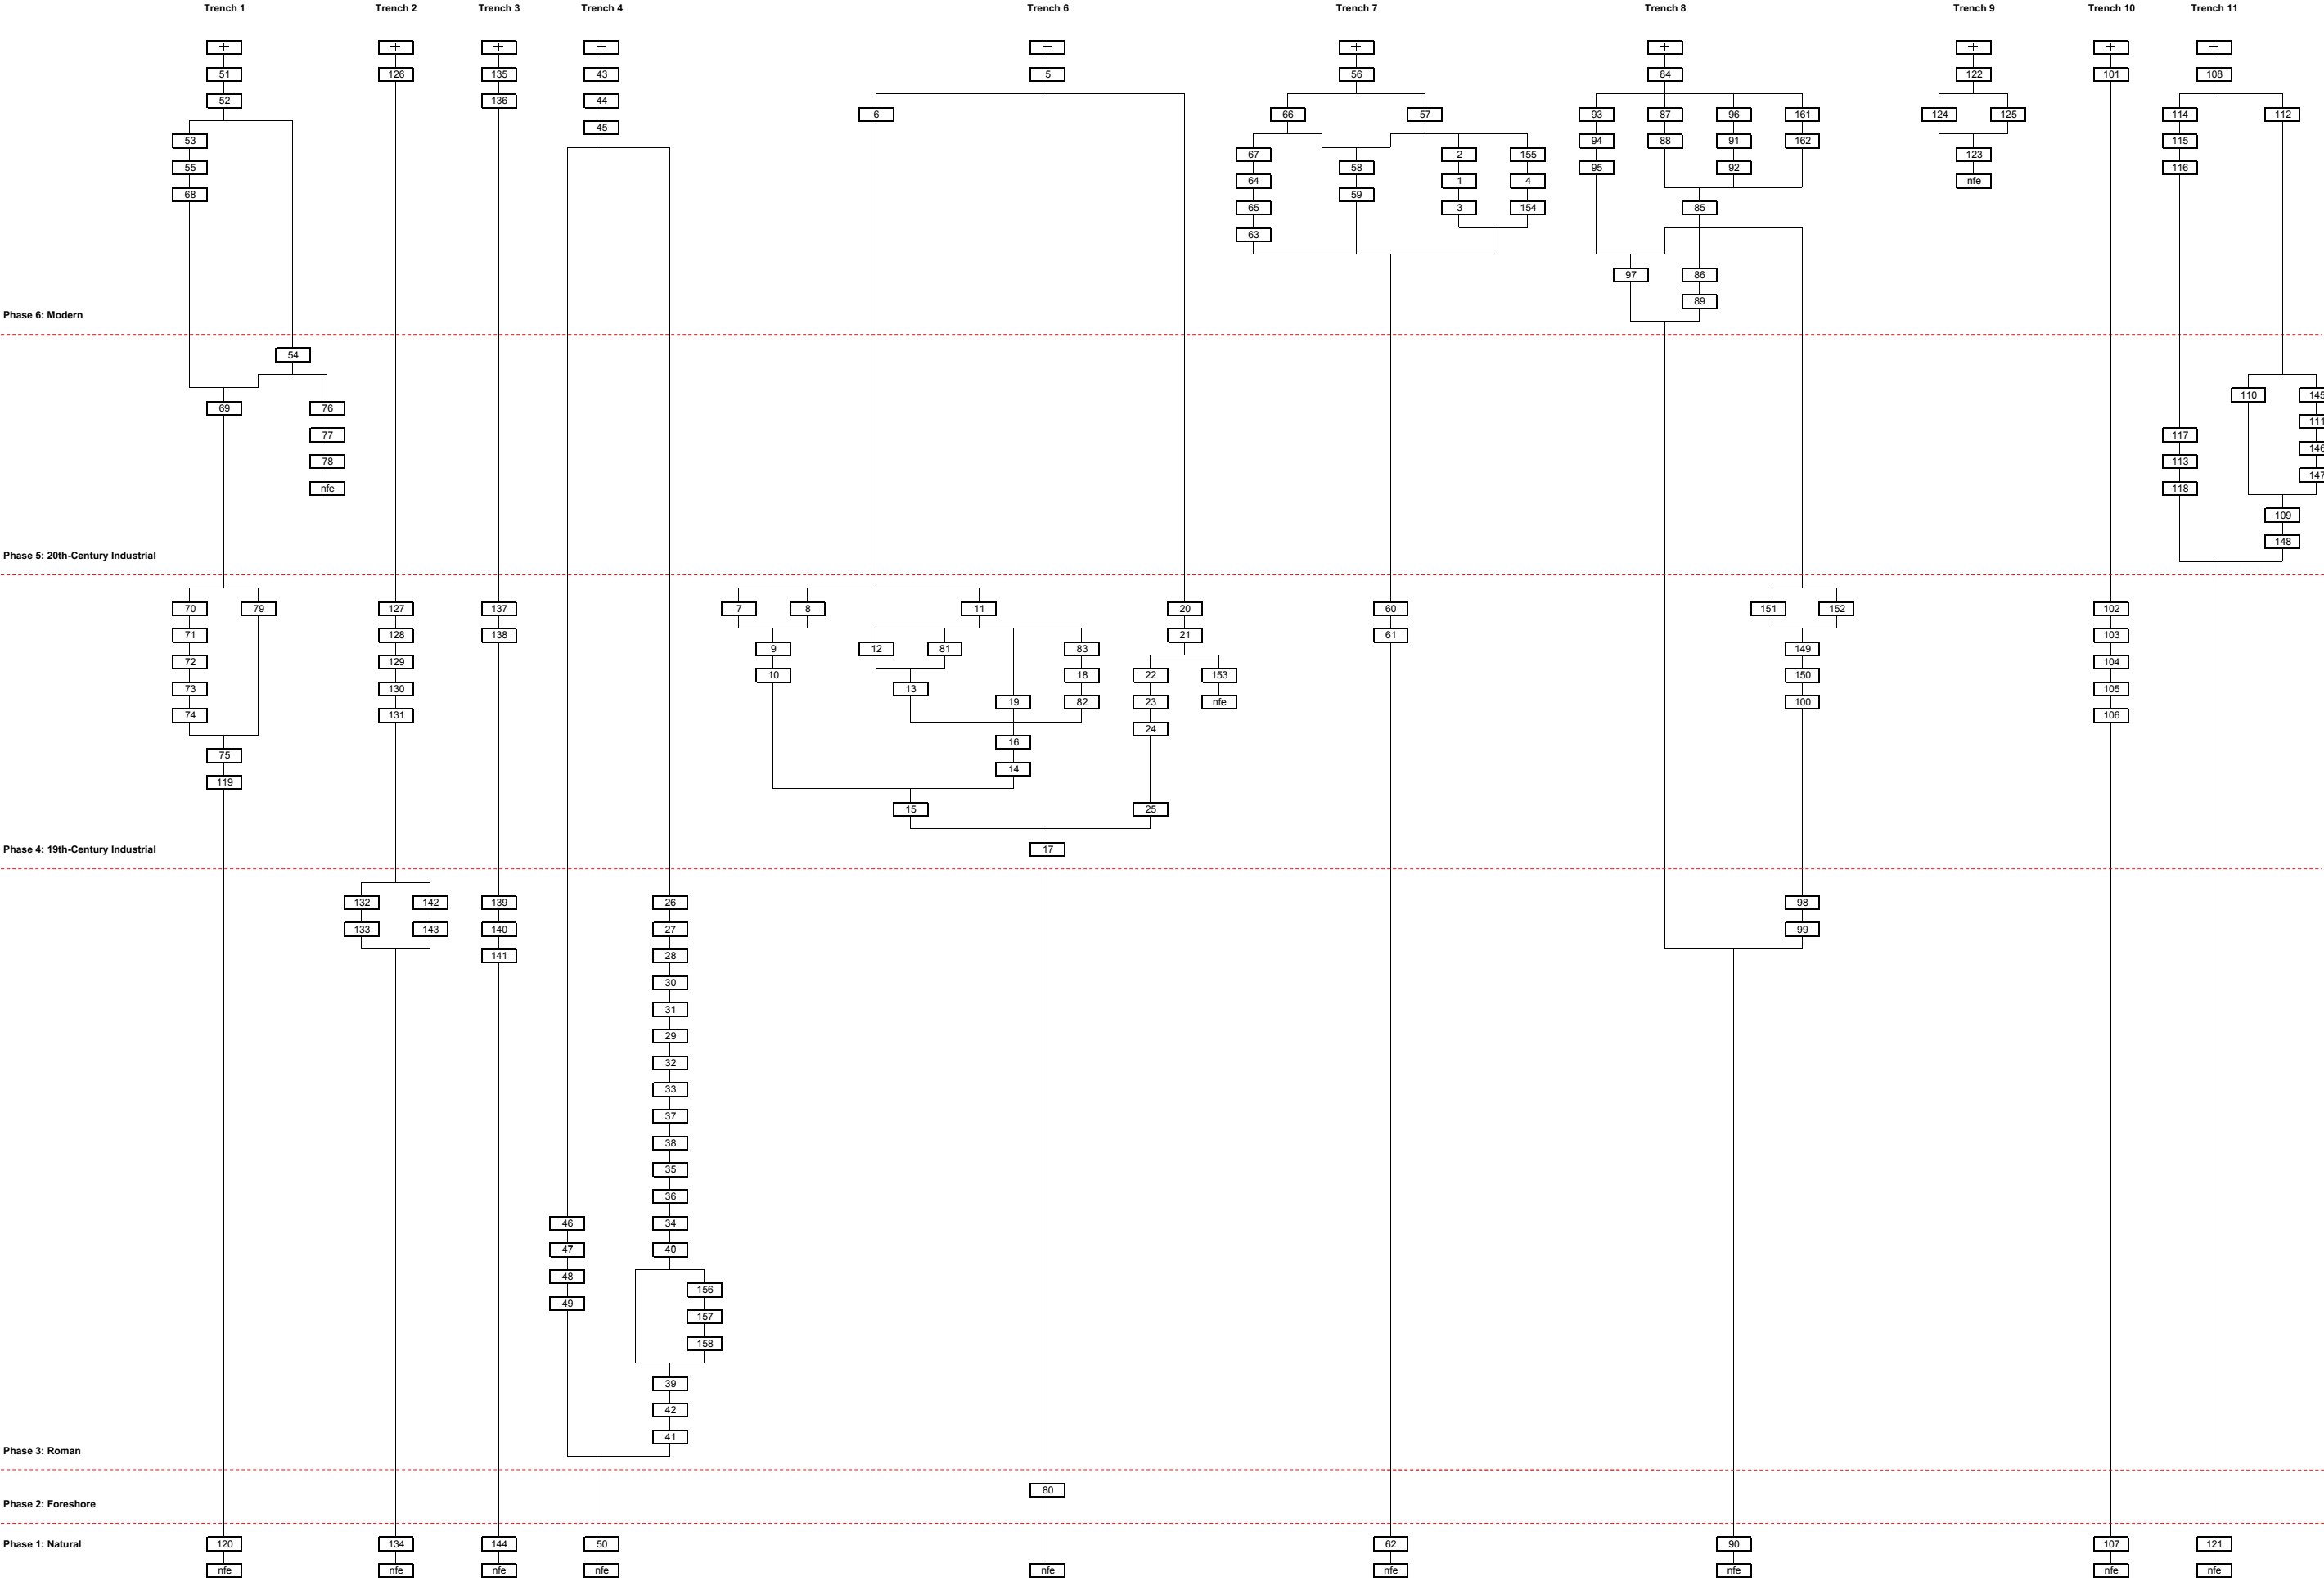 Trench 1 Trench 2 Trench 3 Trench 4 Trench 6 Trench 7 Trench 8 Trench 9 Trench 10 Trench 11
+ + + + + + + + + +
51 126 135 43 5 56 84 122 101 108
52 136 44
6 66 57 93 87 96 161 124 125 114 112
45
53 94 88 91 162 115
67 2 155 123
55 58 95 92 116
64 1 4 nfe
68 59
65 3 154 85
63
97 86
89
Phase 6: Modern
54
110 145
69 76
111
77 117
146
78 113
147
nfe 118
109
148
Phase 5: 20th-Century Industrial
70 79 127 137 7 8 11 20 60 151 152 102
71 128 138 21 61 103
9 12 81 83 149
72 129 104
10 18 22 153 150
73 130 13 105
19 82 23 nfe 100
74 131 106
24
16
75
14
119
15 25
Phase 4: 19th-Century Industrial
17
132 142 139 26 98
133 143 140 27 99
141 28
30
31
29
32
33
37
38
35
36
46 34
47 40
48
156
49
157
158
39
42
41
Phase 3: Roman
80
Phase 2: Foreshore
Phase 1: Natural 120 134 144 50 62 90 107 121
nfe nfe nfe nfe nfe nfe nfe nfe nfe